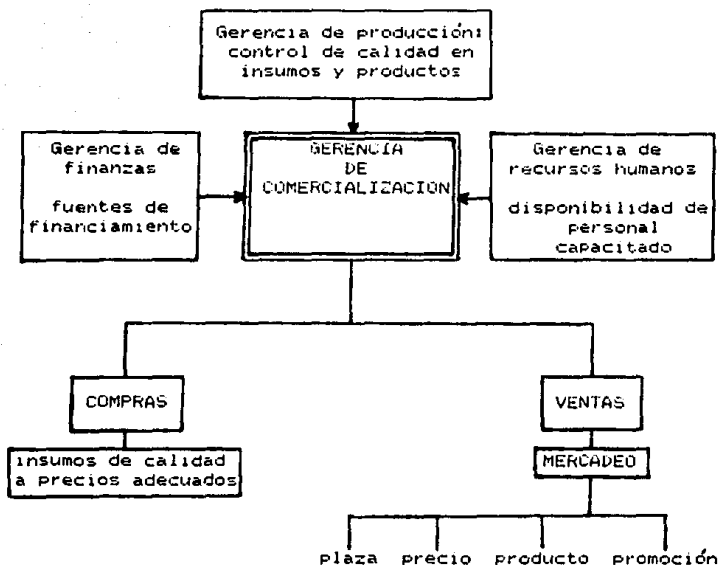 Gerencia de producción:
control de calidad en
insumos y productos
Gerencia de
finanzas
fuentes de
financiamiento
GERENCIA
DE
COMERCIALIZACION
Gerencia de
recursos humanos
disponibilidad de
personal
capacitado
COMPRAS
VENTAS
insumos de calidad
a precios adecuados
MERCADEO
plaza precio producto promoción